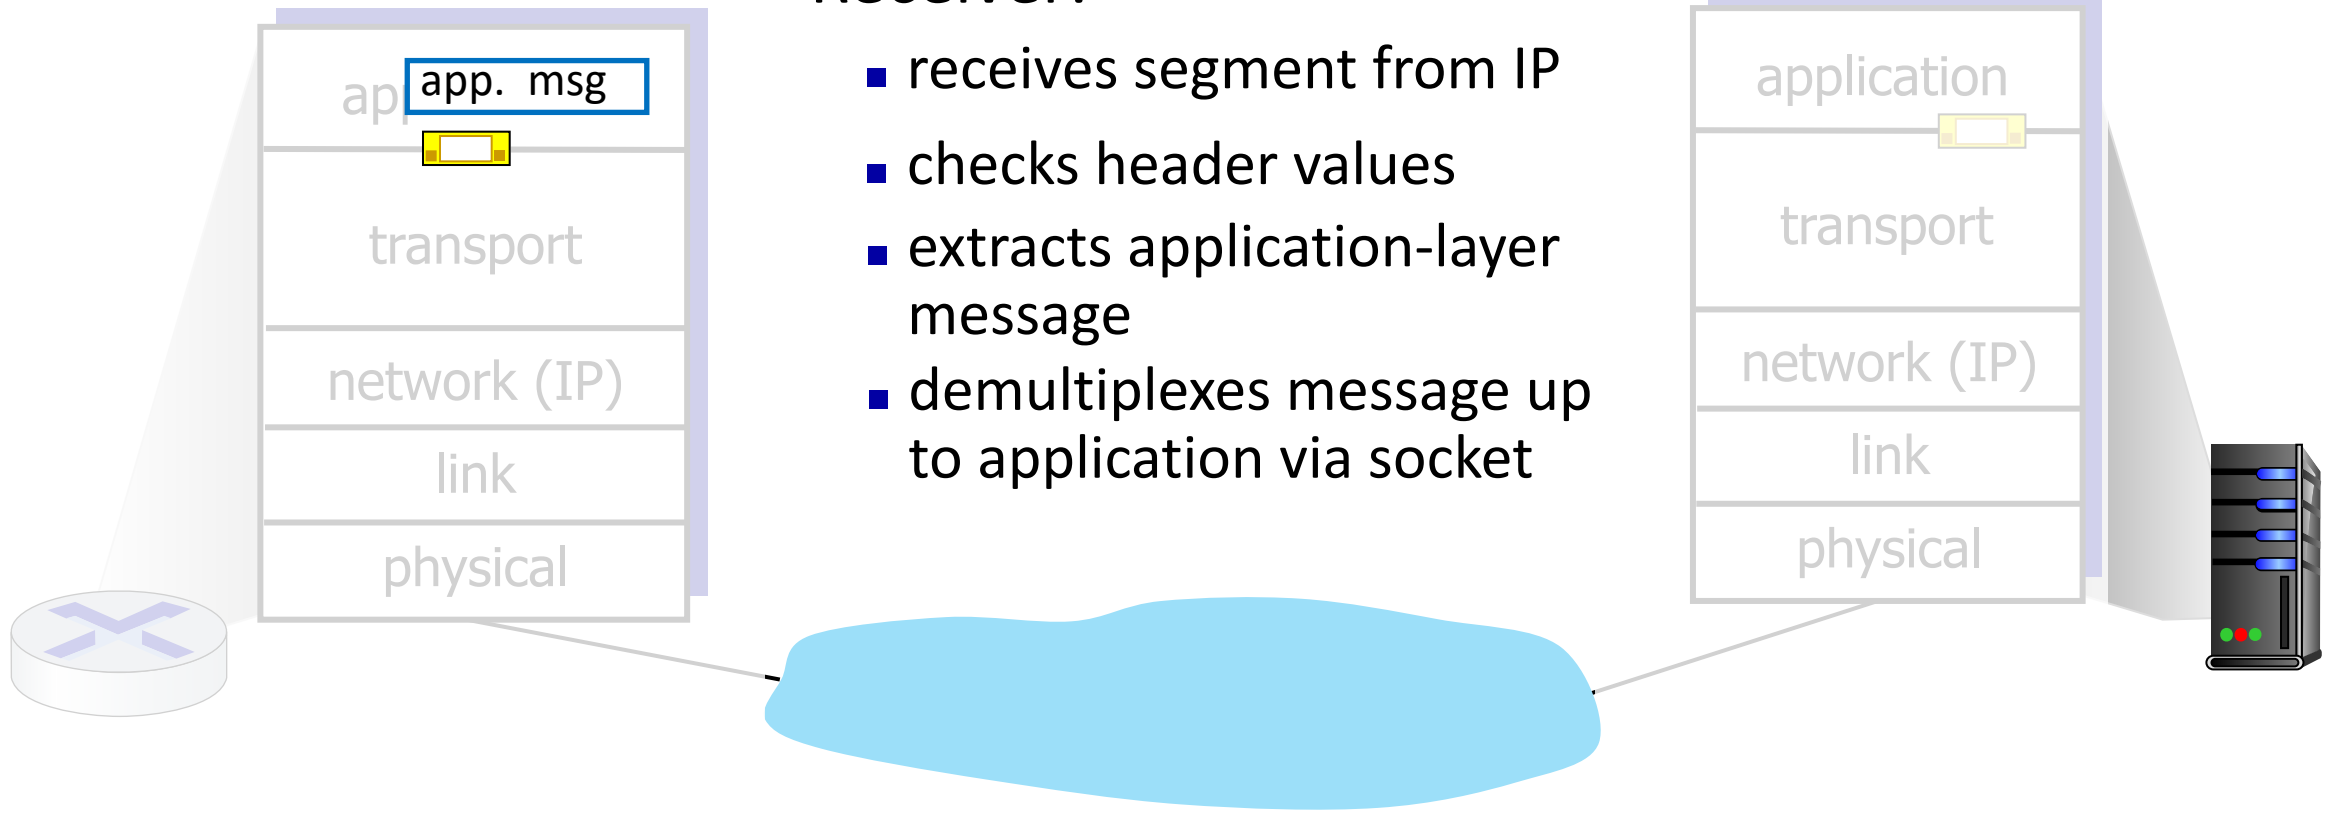 Receiver:
receives segment from IP
checks header values
extracts application-layer
message
demultiplexes message up
to application via socket
app. msg
ap
transport
network (IP)
link
physical
application
transport
network (IP)
link
physical